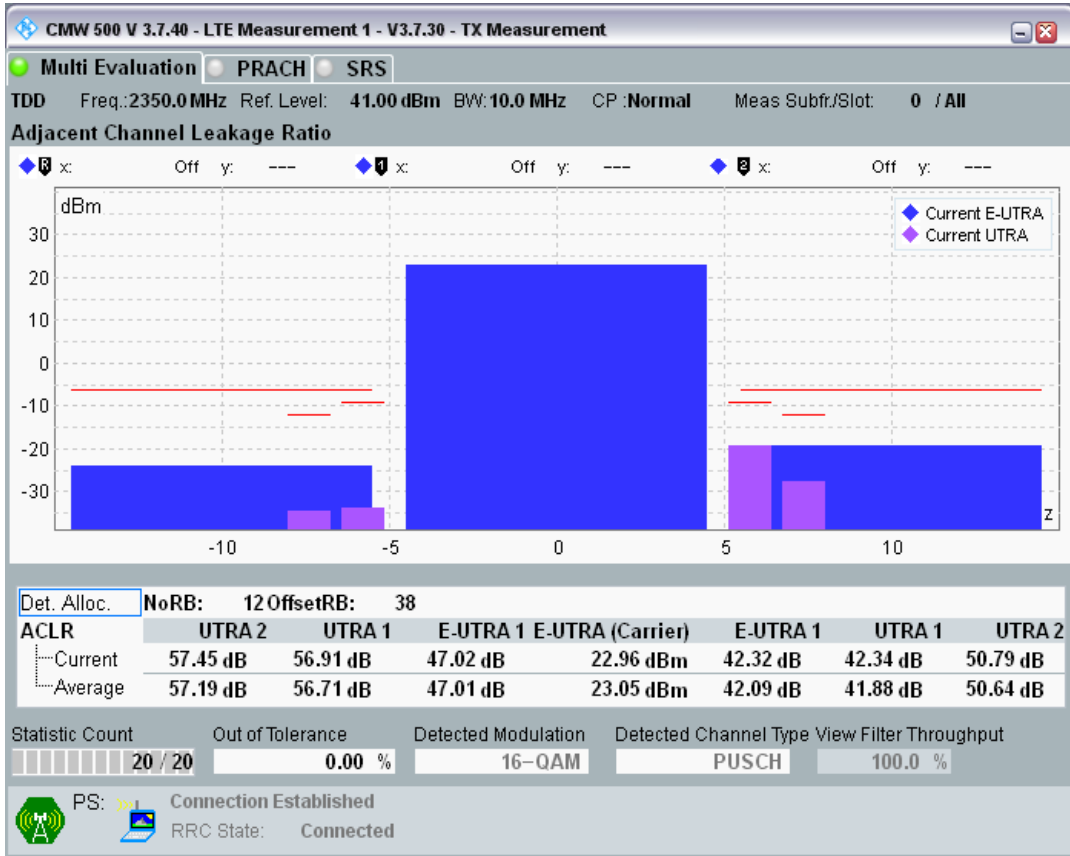 CMW 500 V 3.7.40 - LTE Measurement 1 - V3.7.30 - TX Measurement
Multi Evaluation PRACH SRS
TDD Freq.:2350.0 MHz Ref. Level: 41.00 dBm BW: 10.0 MHz CP :Normal Meas Subfr./Slot: 0 / All
Adjacent Channel Leakage Ratio
R x: Off y: --- 1 x: Off y: --- 2 x: Off y: ---
dBm
Current E-UTRA
Current UTRA
30
20
10
0
-10
-20
-30
z
-10 -5 0 5 10
Det. Alloc. NoRB: 12 OffsetRB: 38
ACLR UTRA 2 UTRA 1 E-UTRA 1 E-UTRA (Carrier) E-UTRA 1 UTRA 1 UTRA 2
Current 57.45 dB 56.91 dB 47.02 dB 22.96 dBm 42.32 dB 42.34 dB 50.79 dB
Average 57.19 dB 56.71 dB 47.01 dB 23.05 dBm 42.09 dB 41.88 dB 50.64 dB
Statistic Count Out of Tolerance Detected Modulation Detected Channel Type View Filter Throughput
20 / 20 0.00 % 16-QAM PUSCH 100.0 %
PS: Connection Established
RRC State: Connected